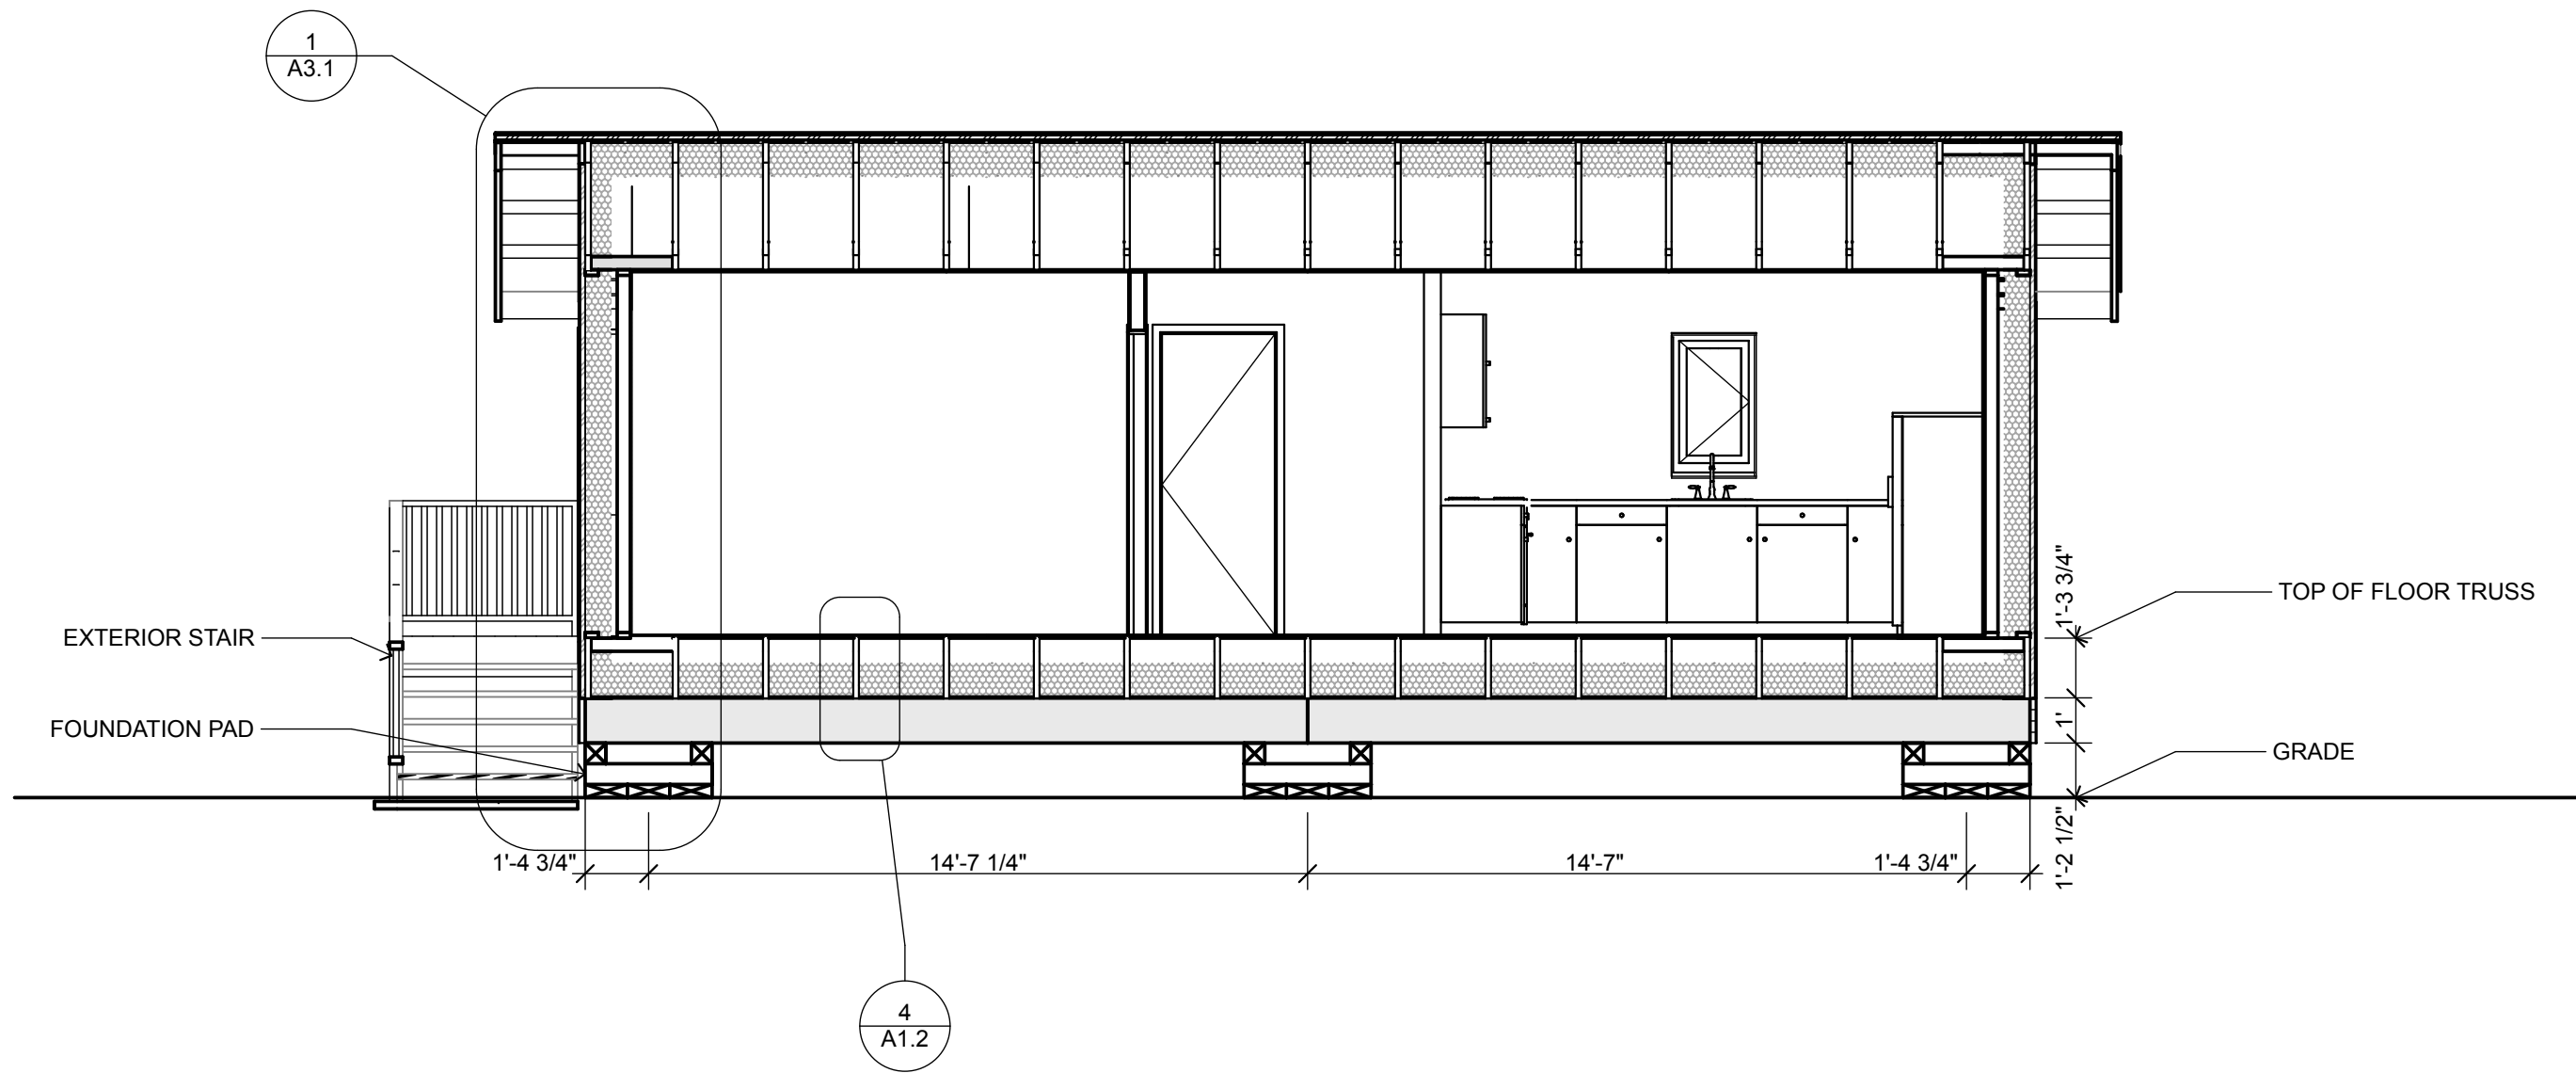 1
A3.1
1'-3 3/4"
TOP OF FLOOR TRUSS
EXTERIOR STAIR
FOUNDATION PAD
1'
GRADE
1'-2 1/2"
1'-4 3/4"
14'-7 1/4"
14'-7"
1'-4 3/4"
4
A1.2